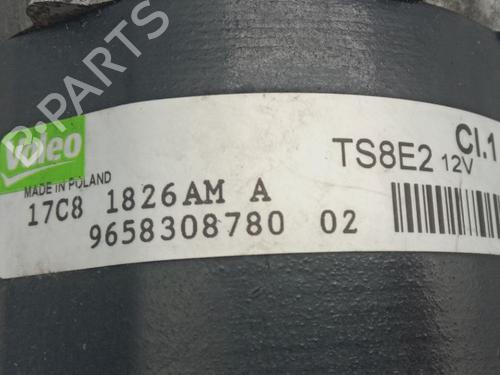 B-PARTS
Valeo
MADE IN POLAND
TS8E2 12V
Cl.1
17C8 1826AM A
9658308780 02